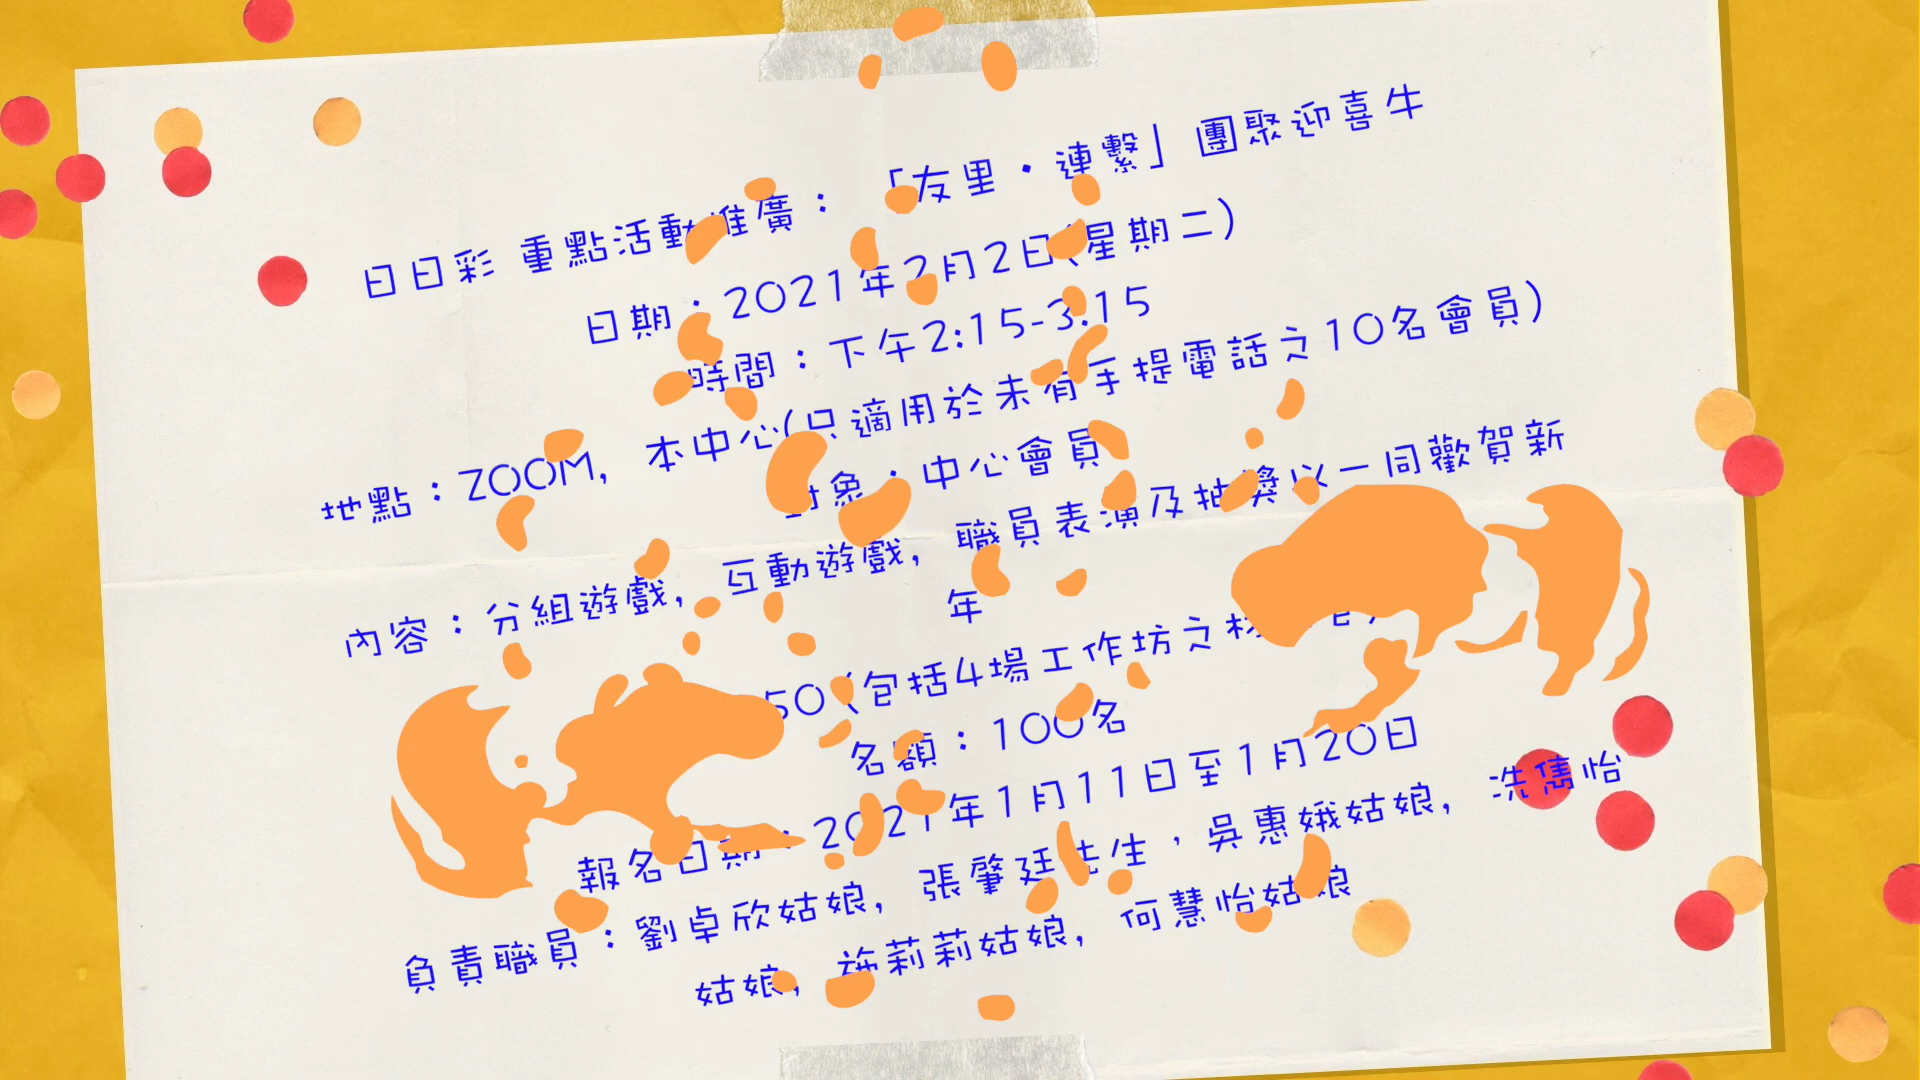 日日彩 重點活動推廣：「友里・連繫」團聚迎喜牛
日期：2021年2月2日(星期二)
時間：下午2:15-3:15
地點：ZOOM, 本中心(只適用於未有手提電話之10名會員)
對象：中心會員
內容：分組遊戲, 互動遊戲, 職員表演及抽獎以一同歡賀新
年
50(包括4場工作坊之材
名額：100名
報名日期：2021年1月11日至1月20日
負責職員：劉卓欣姑娘, 張肇廷先生，吳惠娥姑娘, 冼雋怡
姑娘, 施莉莉姑娘, 何慧怡姑娘